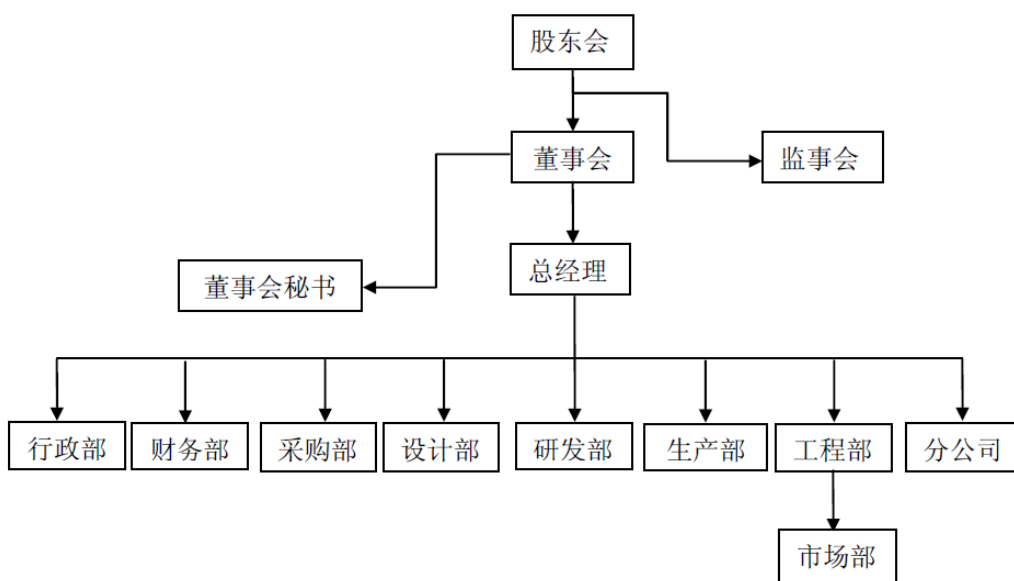 股东会
董事会
监事会
总经理
董事会秘书
行政部
财务部
采购部
设计部
研发部
生产部
工程部
分公司
市场部